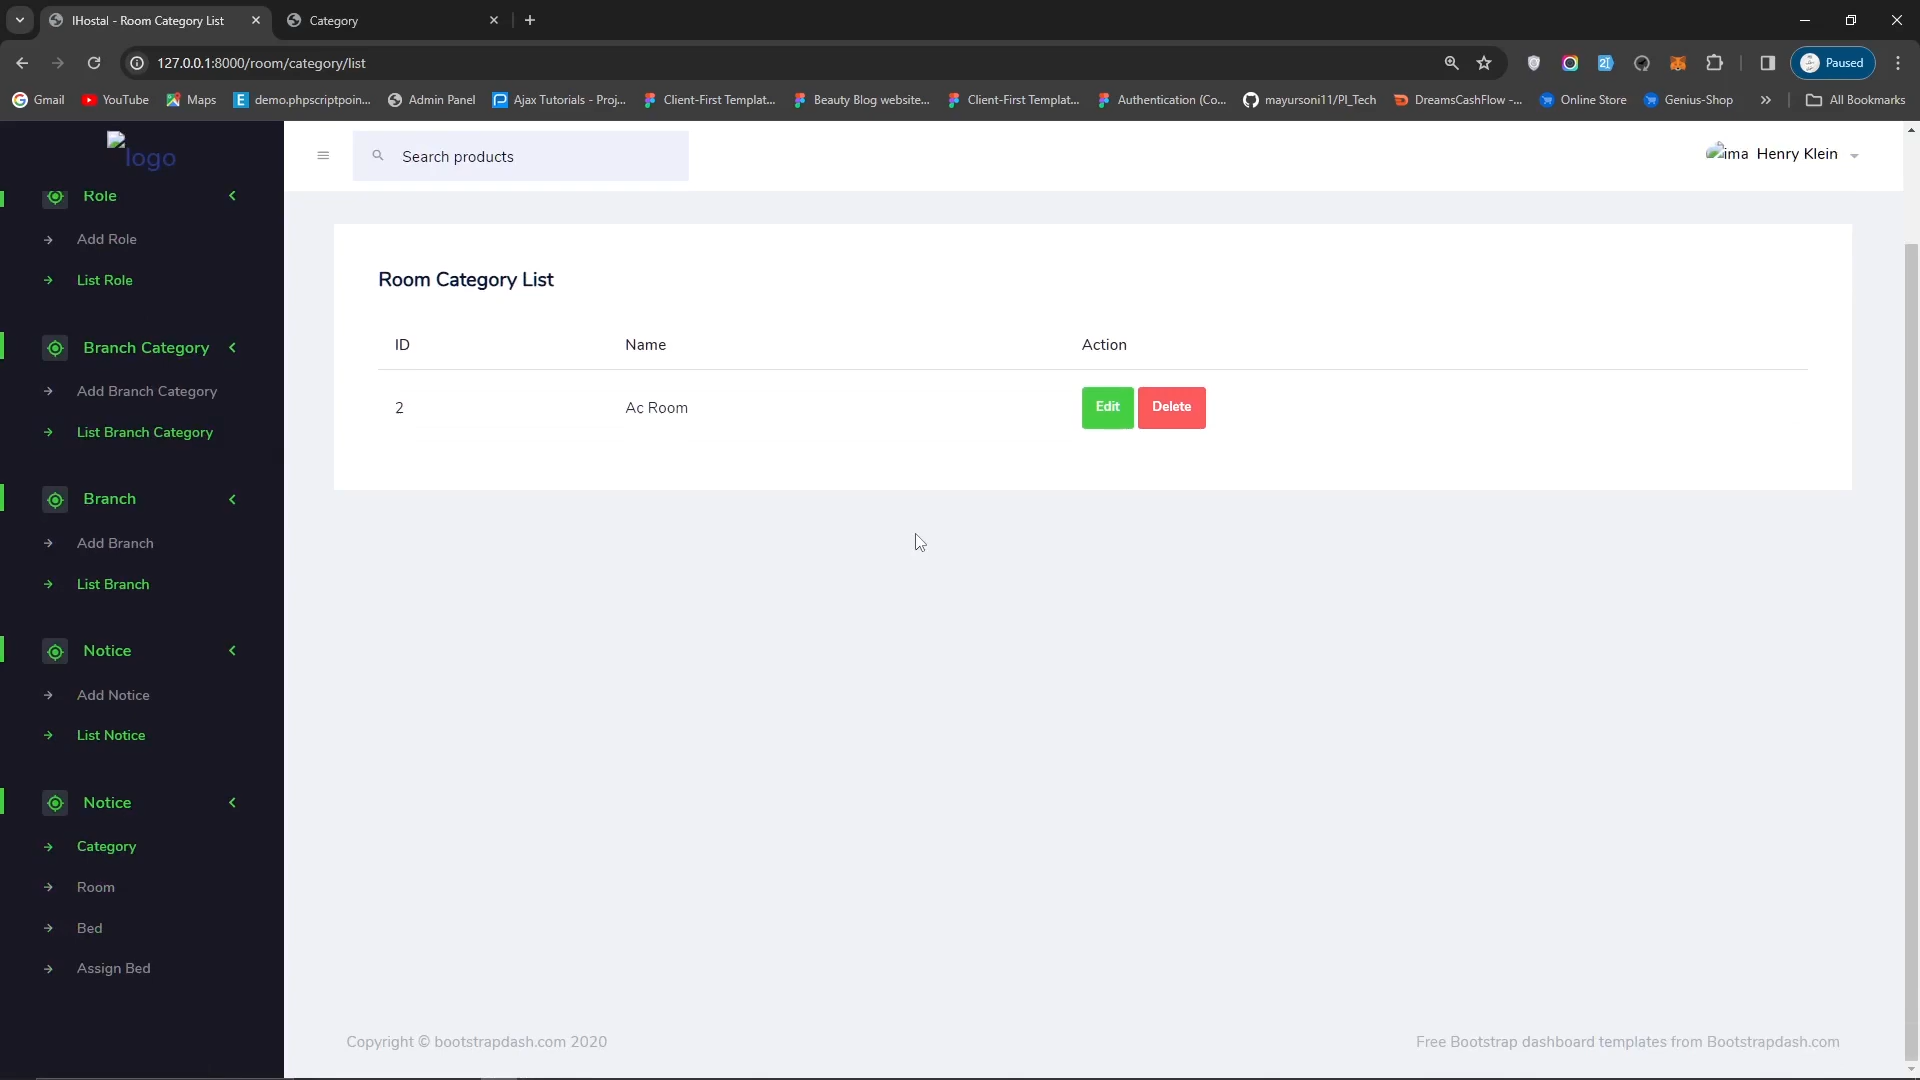 IHostal - Room Category List
Category
127.0.0.1:8000/room/category/list
Paused
Gmail
YouTube
Maps
demo.phpscriptpoin...
Admin Panel
Ajax Tutorials - Proj...
Client-First Templat...
Beauty Blog website...
Client-First Templat...
Authentication (Co...
mayursoni11/PI_Tech
DreamsCashFlow -...
Online Store
Genius-Shop
All Bookmarks
logo
Search products
ima Henry Klein
Role
Add Role
List Role
Branch Category
Add Branch Category
List Branch Category
Branch
Add Branch
List Branch
Notice
Add Notice
List Notice
Notice
Category
Room
Bed
Assign Bed
Room Category List
ID Name Action
2 Ac Room Edit Delete
Copyright © bootstrapdash.com 2020
Free Bootstrap dashboard templates from Bootstrapdash.com